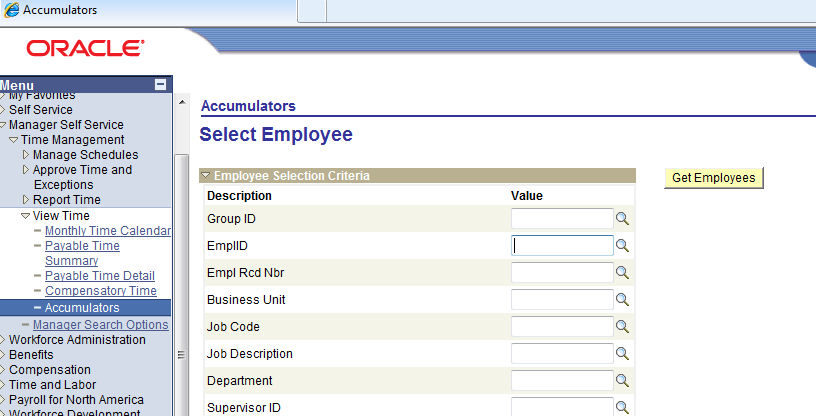 Accumulators
ORACLE®
Menu
My Favorites
Self Service
Manager Self Service
Time Management
Manage Schedules
Approve Time and
Exceptions
Report Time
View Time
Monthly Time Calendar
Payable Time
Summary
Payable Time Detail
Compensatory Time
Accumulators
Manager Search Options
Workforce Administration
Benefits
Compensation
Time and Labor
Payroll for North America
Workforce Development
Accumulators
Select Employee
Employee Selection Criteria
Get Employees
Description Value
Group ID
EmplID
Empl Rcd Nbr
Business Unit
Job Code
Job Description
Department
Supervisor ID